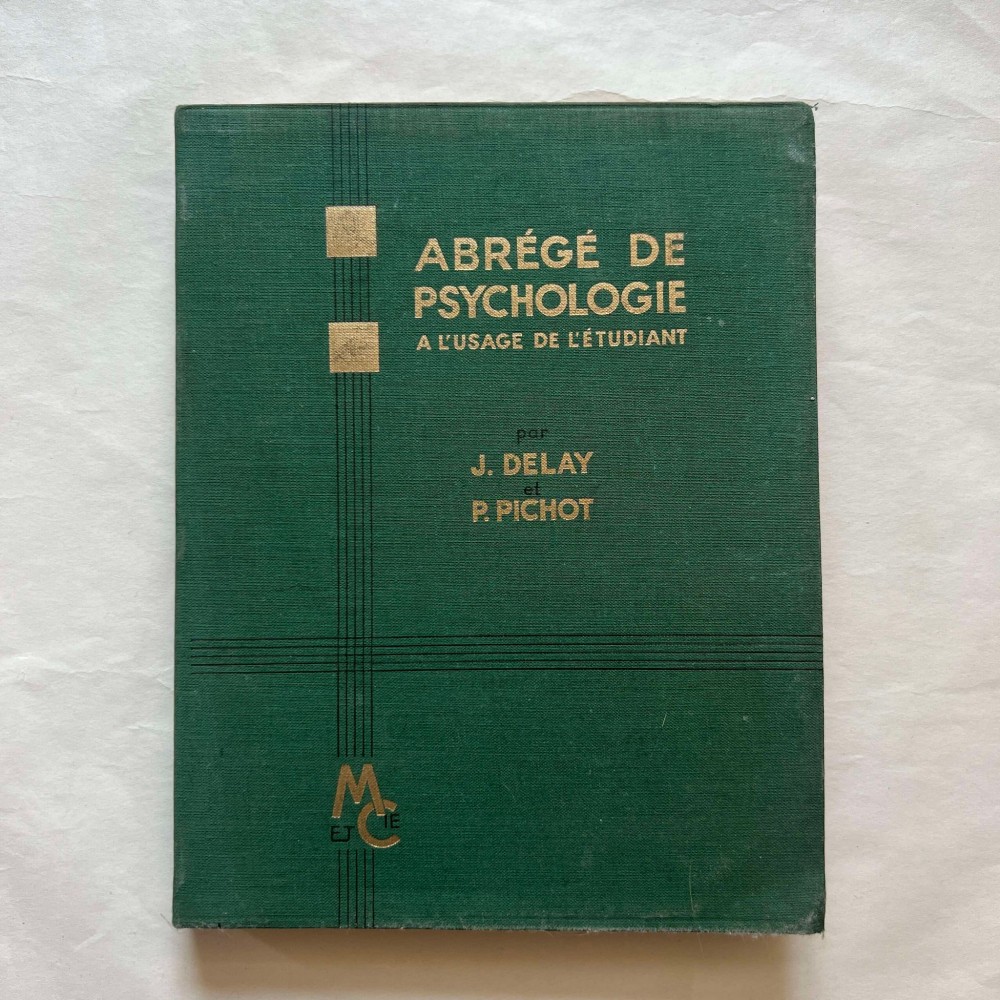 ABRÉGÉ DE
PSYCHOLOGIE
A L'USAGE DE L'ÉTUDIANT
par
J. DELAY
et
P. PICHOT
M
ET CIE